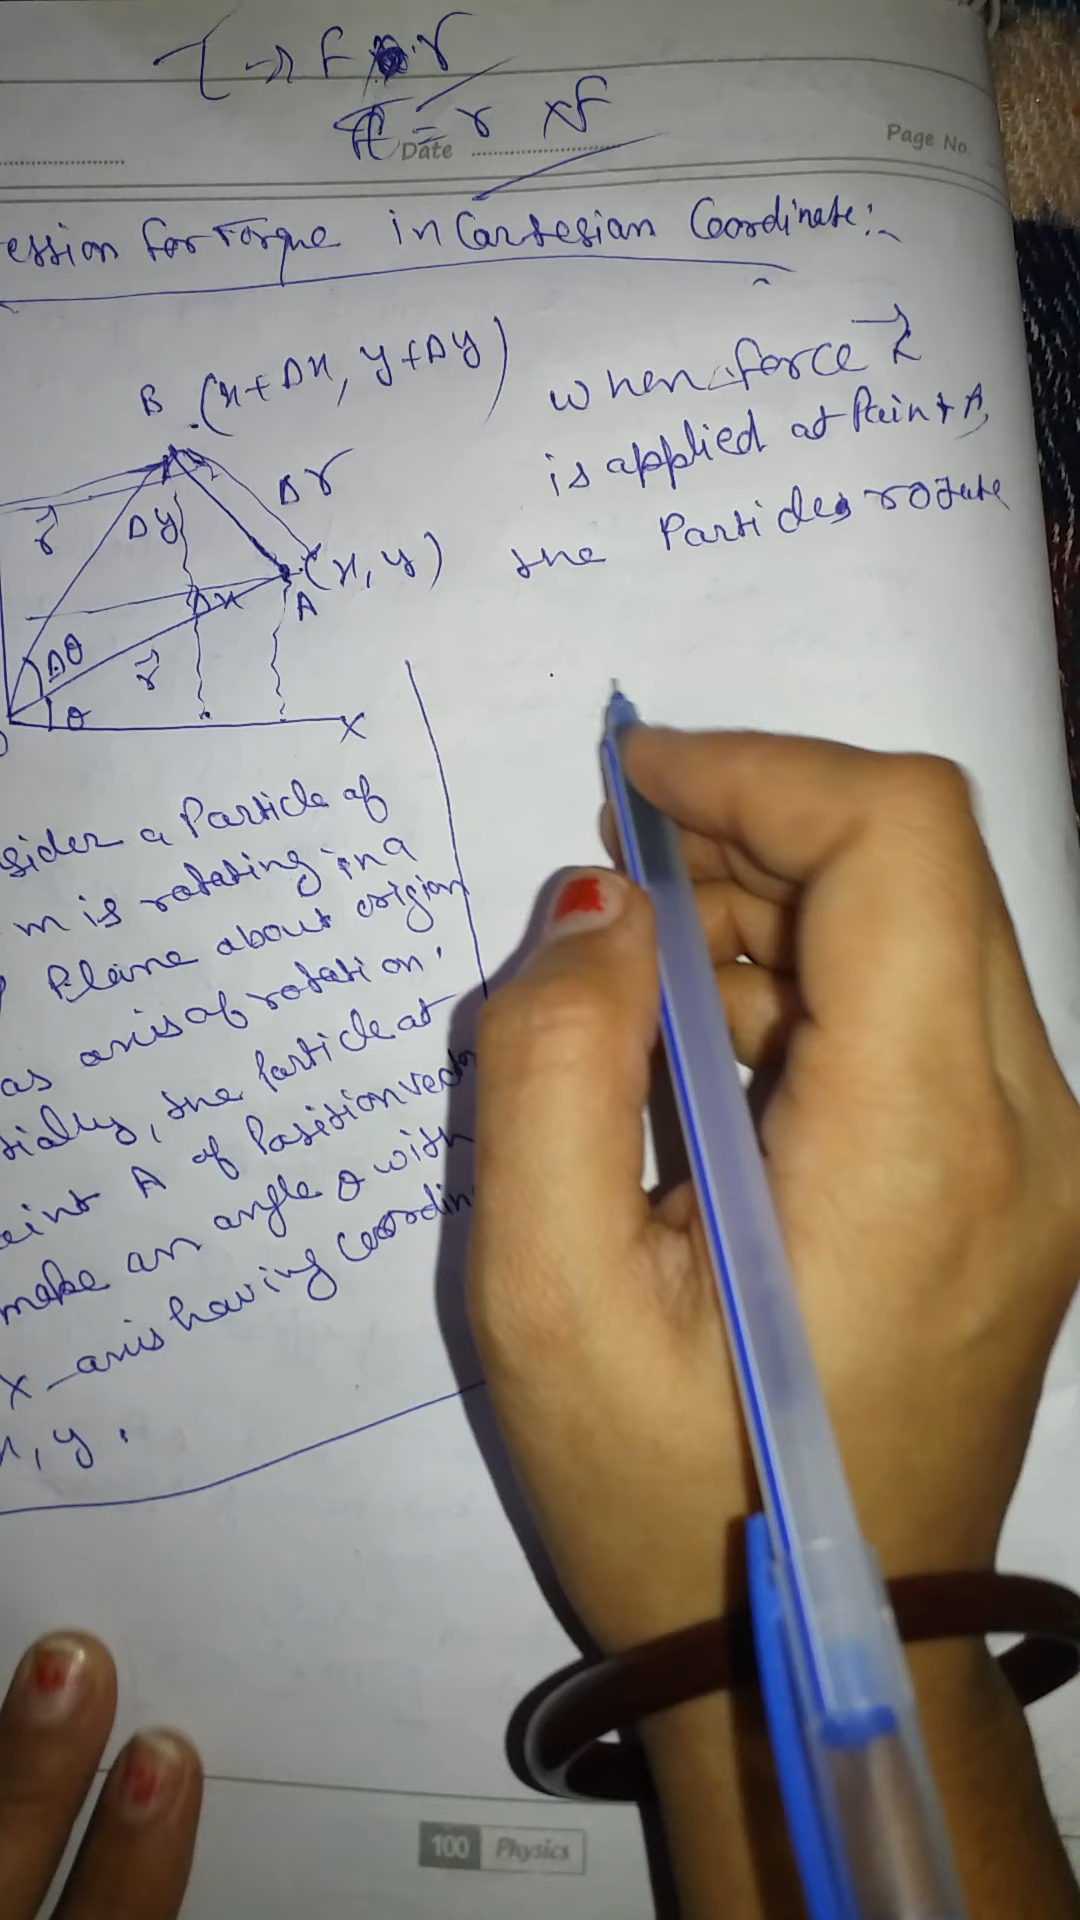 τ → F r
τ = r × F
Date
Page No.
ession for Torque in Cartesian Coordinate:-
B (x+Δx, y+Δy)
Δr
r
Δy
(x, y)
Δx
A
Δθ
r
θ
X
sider a Particle of
m is rotating in a
Plane about origin
as axis of rotation.
tially, the particle at
oint A of Position vecto
make an angle θ with
X-axis having coordin
x, y.
when force
is applied at Point A,
the Particles rotate
100 Physics